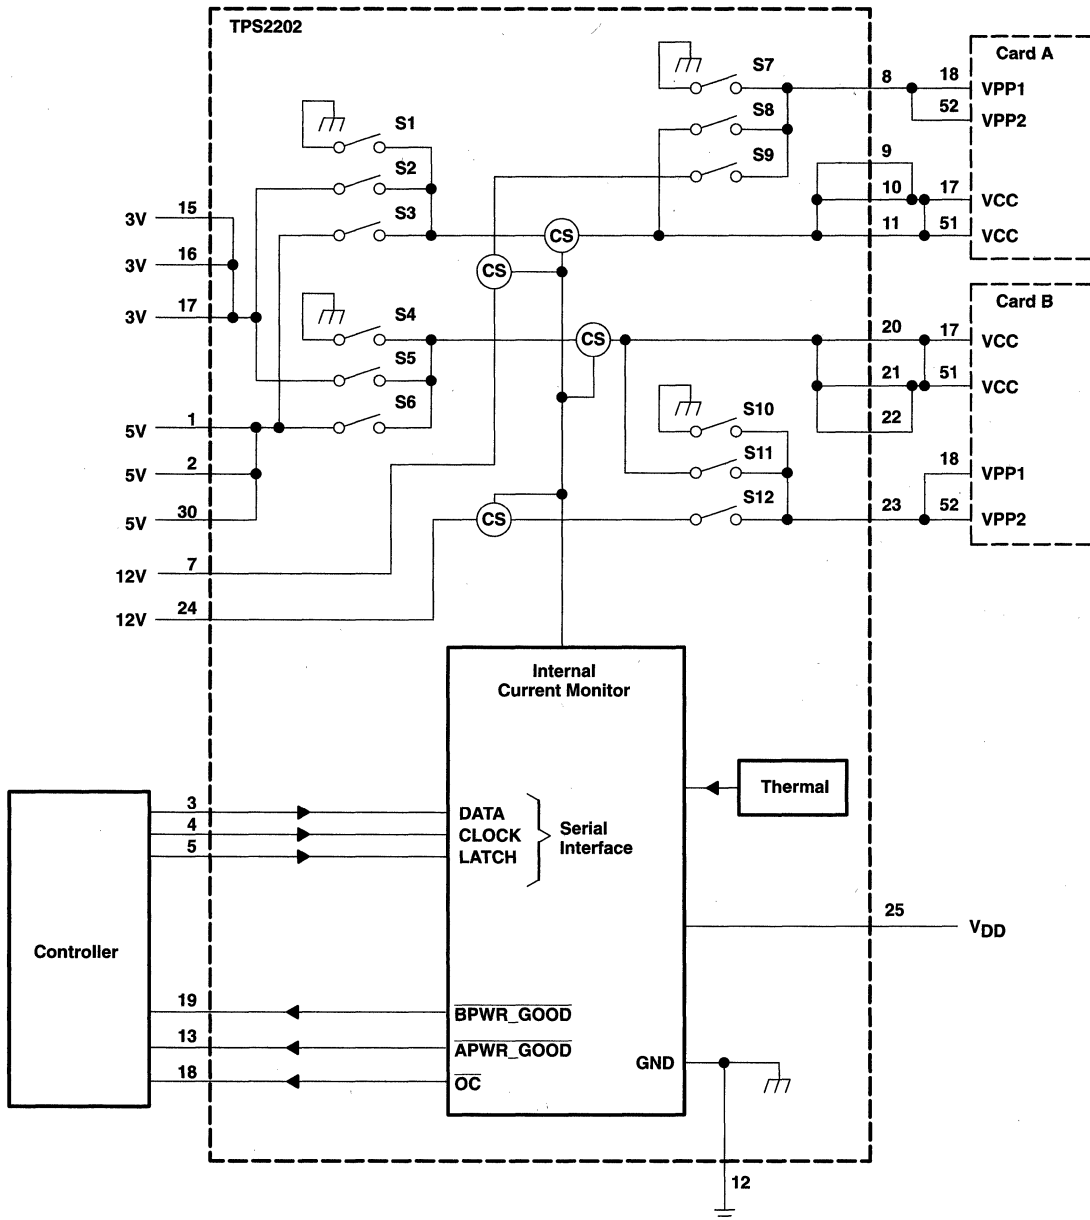 TPS2202
S1
S2
S3
S4
S5
S6
S7
S8
S9
S10
S11
S12
CS
CS
CS
CS
3V 15
3V 16
3V 17
5V 1
5V 2
5V 30
12V 7
12V 24
8
9
10
11
20
21
22
23
Card A
18 VPP1
52 VPP2
17 VCC
51 VCC
Card B
17 VCC
51 VCC
18 VPP1
52 VPP2
Internal
Current Monitor
Thermal
3 DATA
4 CLOCK
5 LATCH
Serial
Interface
25 VDD
Controller
19 BPWR_GOOD
13 APWR_GOOD
18 OC
GND
12